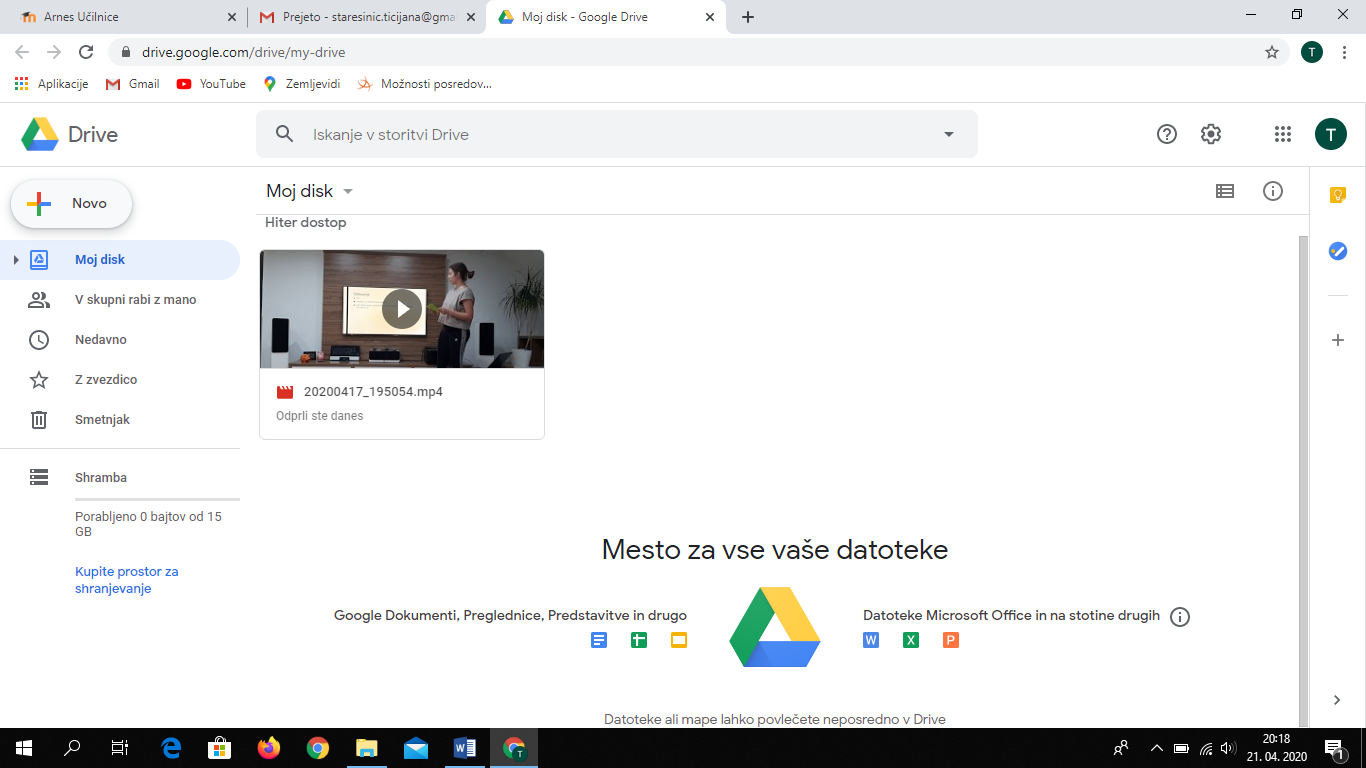 Arnes Učilnice
Prejeto - staresinic.ticijana@gma
Moj disk - Google Drive
drive.google.com/drive/my-drive
T
Aplikacije
Gmail
YouTube
Zemljevidi
Možnosti posredov...
Drive
Iskanje v storitvi Drive
T
Novo
Moj disk
V skupni rabi z mano
Nedavno
Z zvezdico
Smetnjak
Shramba
Porabljeno 0 bajtov od 15
GB
Kupite prostor za
shranjevanje
Moj disk
Hiter dostop
20200417_195054.mp4
Odprli ste danes
Mesto za vse vaše datoteke
Google Dokumenti, Preglednice, Predstavitve in drugo
Datoteke Microsoft Office in na stotine drugih
W X P
Datoteke ali mape lahko povlečete neposredno v Drive
20:18
21. 04. 2020
1